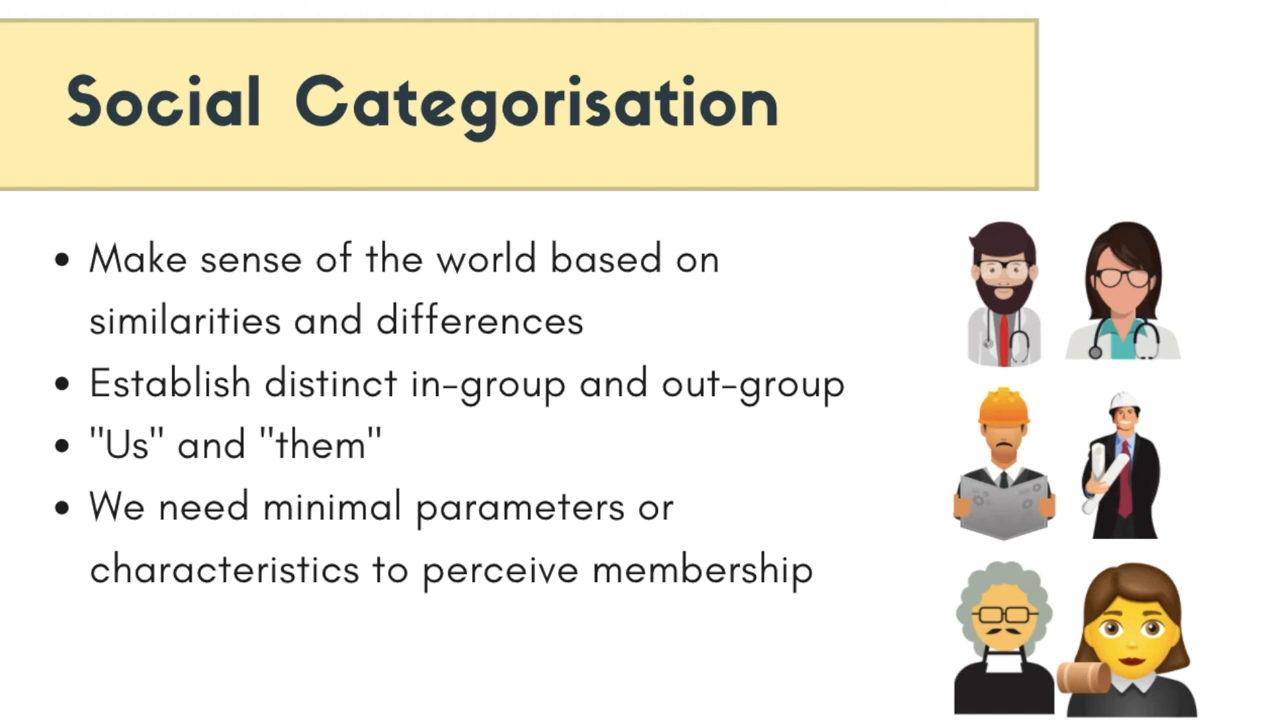 Social Categorisation
• Make sense of the world based on
similarities and differences
• Establish distinct in-group and out-group
• "Us" and "them"
• We need minimal parameters or
characteristics to perceive membership